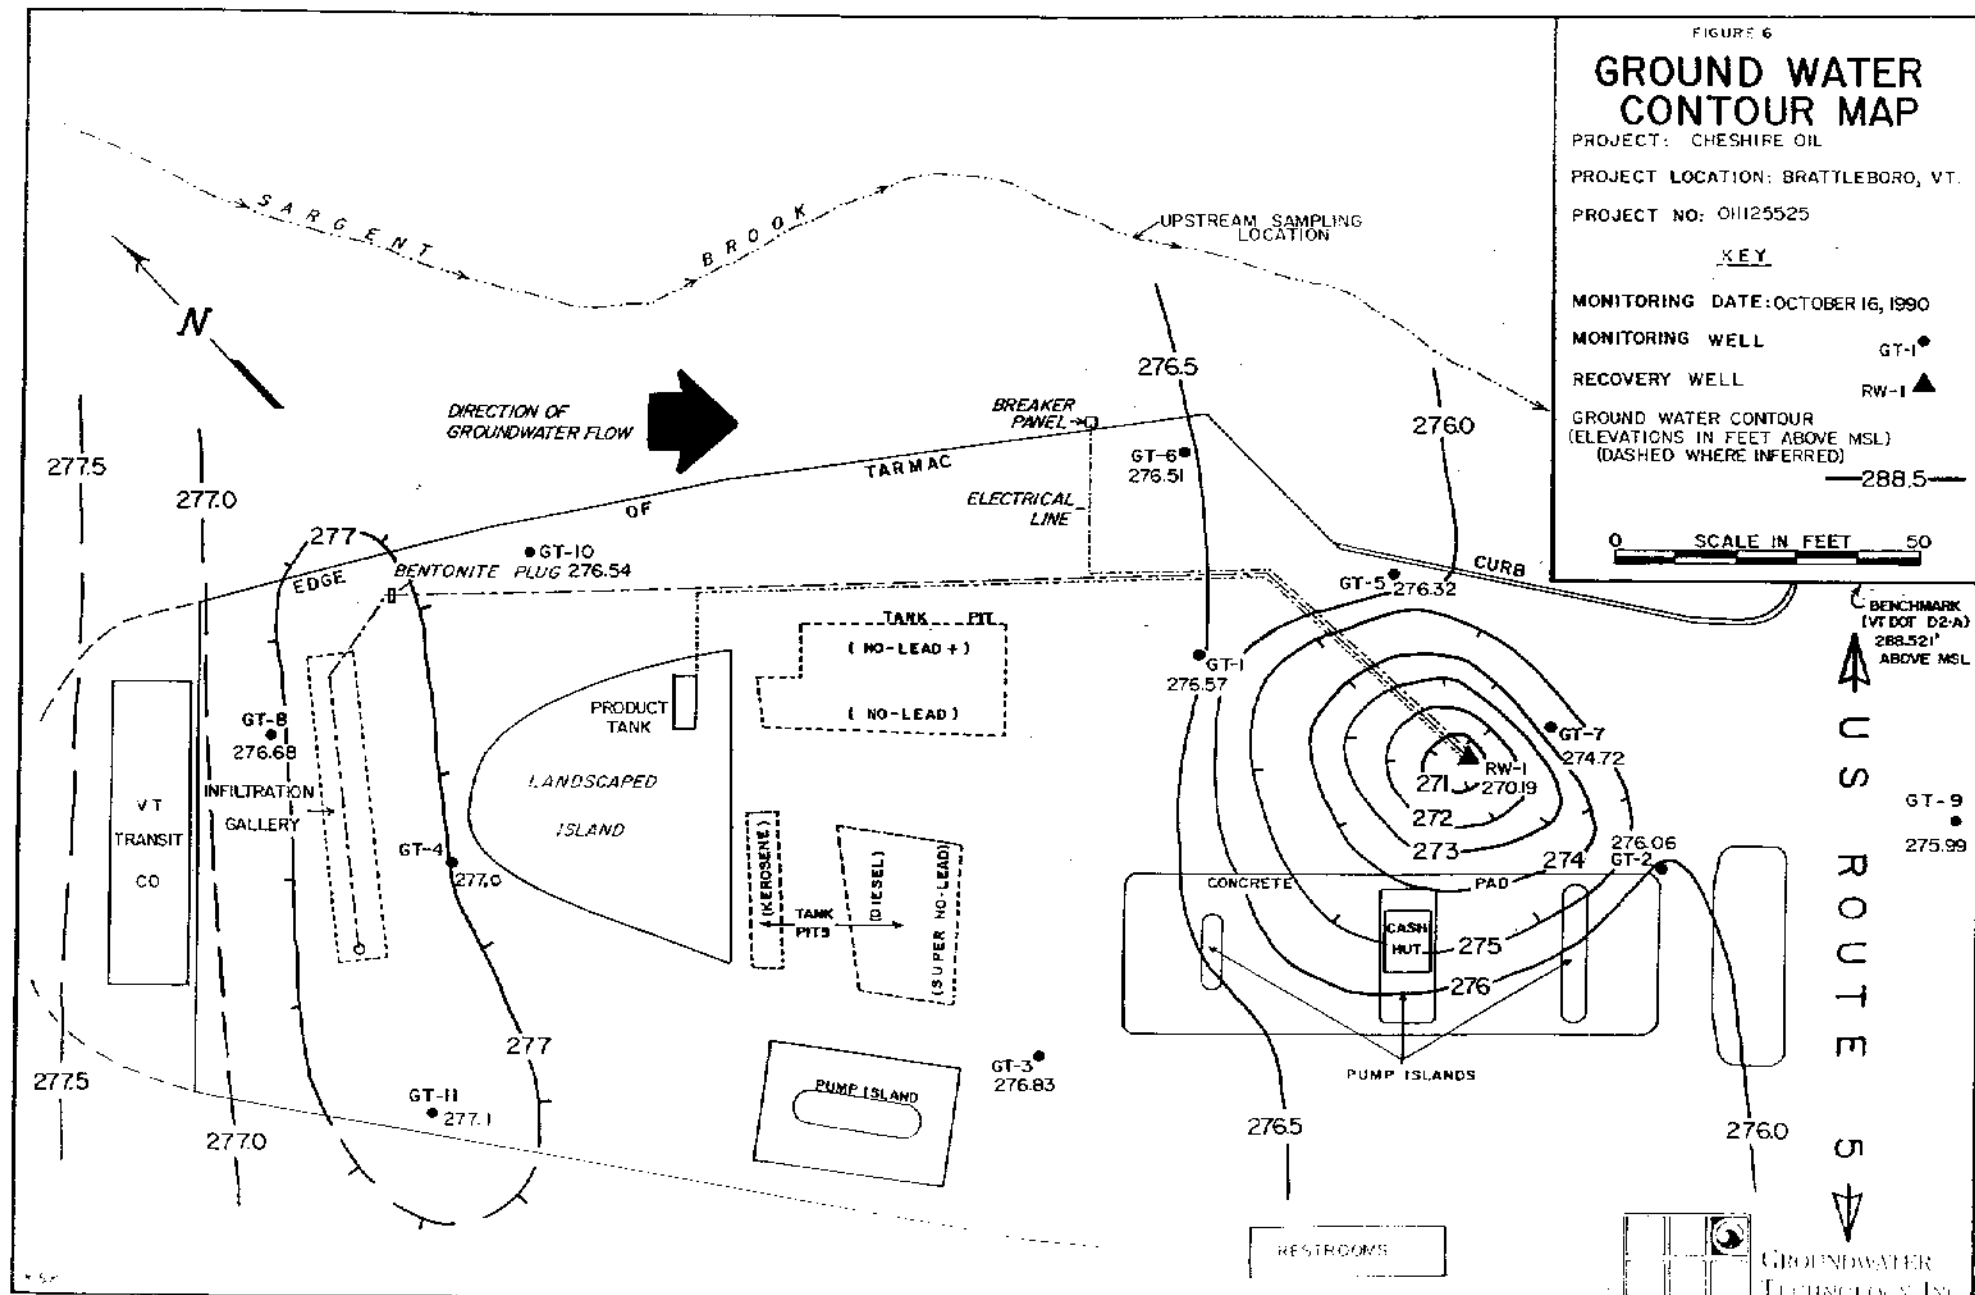 FIGURE 6
GROUND WATER
CONTOUR MAP
PROJECT: CHESHIRE OIL
PROJECT LOCATION: BRATTLEBORO, VT.
PROJECT NO: 011125525
KEY
MONITORING DATE: OCTOBER 16, 1990
MONITORING WELL
GT-1
RECOVERY WELL
RW-1
GROUND WATER CONTOUR
(ELEVATIONS IN FEET ABOVE MSL)
(DASHED WHERE INFERRED)
288.5
0 SCALE IN FEET 50
SARGENT BROOK
UPSTREAM SAMPLING
LOCATION
N
DIRECTION OF
GROUNDWATER FLOW
BREAKER
PANEL
276.5
276.0
277.5
277.0
GT-6
276.51
EDGE OF TARMAC
ELECTRICAL
LINE
277
GT-10
276.54
BENTONITE PLUG
GT-5
276.32
CURB
BENCHMARK
(VT DOT D2-A)
288.521'
ABOVE MSL
TANK PIT
(NO-LEAD +)
(NO-LEAD)
GT-1
276.57
PRODUCT
TANK
GT-8
276.68
GT-7
274.72
RW-1
270.19
271
272
273
274
275
276
INFILTRATION
GALLERY
VT
TRANSIT
CO
LANDSCAPED
ISLAND
GT-4
277.0
(KEROSENE)
(DIESEL)
(SUPER NO-LEAD)
TANK
PITS
CONCRETE PAD
CASH
HUT
276.06
GT-2
GT-9
275.99
US ROUTE 5
277
GT-3
276.83
PUMP ISLAND
PUMP ISLANDS
277.5
GT-11
277.1
277.0
276.5
276.0
RESTROOMS
GROUNDWATER
TECHNOLOGY, INC.